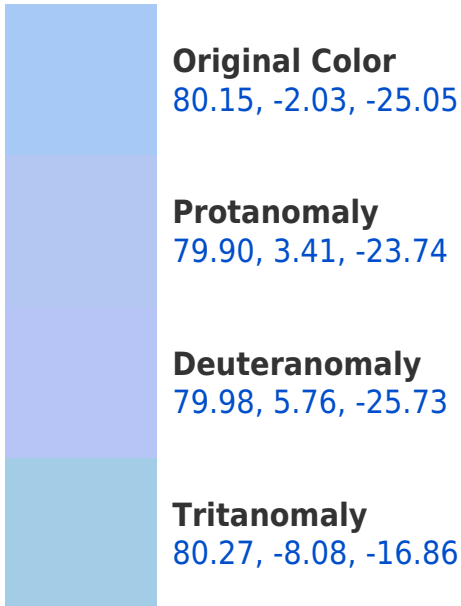 Original Color
80.15, -2.03, -25.05
Protanomaly
79.90, 3.41, -23.74
Deuteranomaly
79.98, 5.76, -25.73
Tritanomaly
80.27, -8.08, -16.86